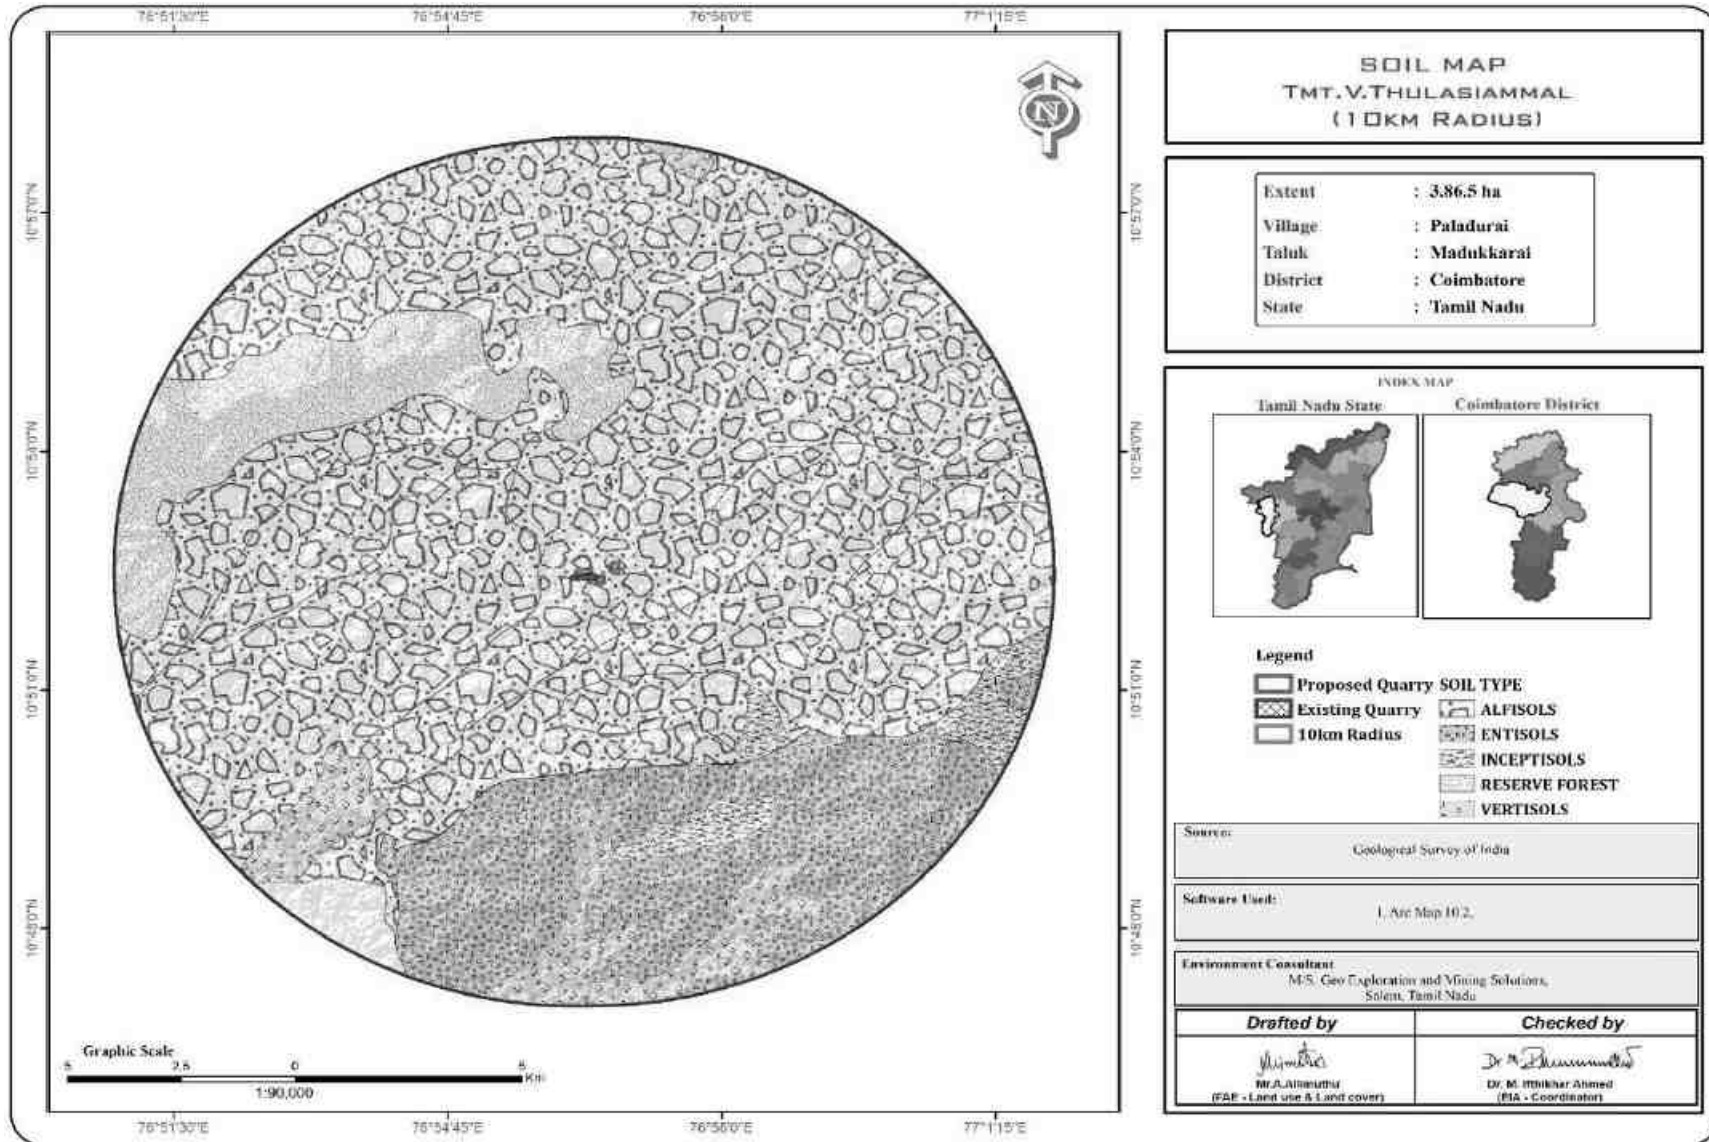 76°51'30"E 76°54'45"E 76°58'0"E 77°1'15"E
SOIL MAP
TMT.V.THULASIAMMAL
(10KM RADIUS)
N
Extent : 3.86.5 ha
Village : Paladurai
Taluk : Madukkarai
District : Coimbatore
State : Tamil Nadu
10°57'0"N 10°57'0"N
10°54'0"N 10°54'0"N
10°51'0"N 10°51'0"N
10°48'0"N 10°48'0"N
INDEX MAP
Tamil Nadu State Coimbatore District
Legend
Proposed Quarry SOIL TYPE
Existing Quarry ALFISOLS
10km Radius ENTISOLS
INCEPTISOLS
RESERVE FOREST
VERTISOLS
Source:
Geological Survey of India
Software Used:
1. Arc Map 10.2,
Environment Consultant
M/S. Geo Exploration and Mining Solutions,
Salem, Tamil Nadu
Drafted by Checked by
Mr.A.Allimuthu Dr. M. Ifthikhar Ahmed
(FAE - Land use & Land cover) (EIA - Coordinator)
Graphic Scale
5 2.5 0 5
Km
1:90,000
76°51'30"E 76°54'45"E 76°58'0"E 77°1'15"E